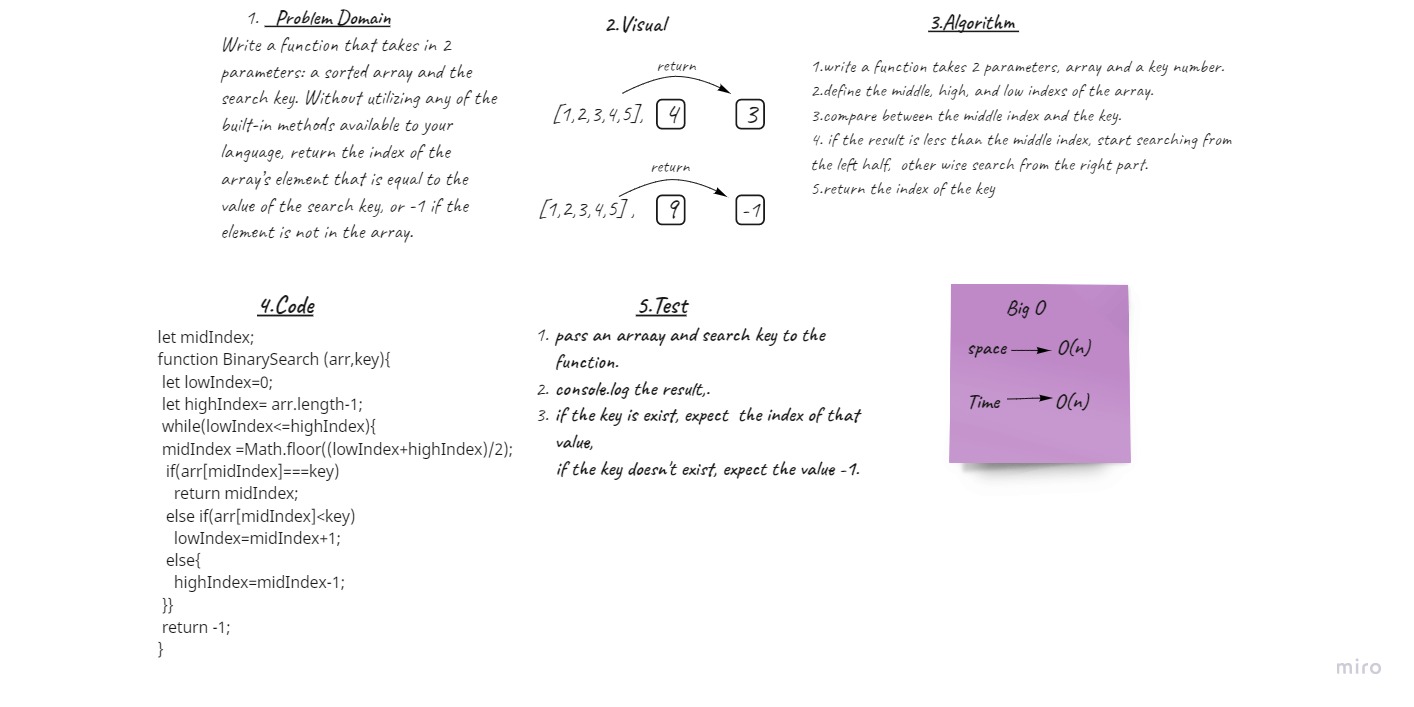 1. Problem Domain
Write a function that takes in 2
parameters: a sorted array and the
search key. Without utilizing any of the
built-in methods available to your
language, return the index of the
array's element that is equal to the
value of the search key, or -1 if the
element is not in the array.
2.Visual
return
[1,2,3,4,5], 4 3
return
[1,2,3,4,5] , 9 -1
3.Algorithm
1.write a function takes 2 parameters, array and a key number.
2.define the middle, high, and low indexs of the array.
3.compare between the middle index and the key.
4. if the result is less than the middle index, start searching from
the left half, other wise search from the right part.
5.return the index of the key
4.Code
let midIndex;
function BinarySearch (arr,key){
let lowIndex=0;
let highIndex= arr.length-1;
while(lowIndex<=highIndex){
midIndex =Math.floor((lowIndex+highIndex)/2);
if(arr[midIndex]===key)
return midIndex;
else if(arr[midIndex]<key)
lowIndex=midIndex+1;
else{
highIndex=midIndex-1;
}}
return -1;
}
5.Test
1. pass an arraay and search key to the
function.
2. console.log the result,.
3. if the key is exist, expect the index of that
value,
if the key doesn't exist, expect the value -1.
Big O
space O(n)
Time O(n)
miro